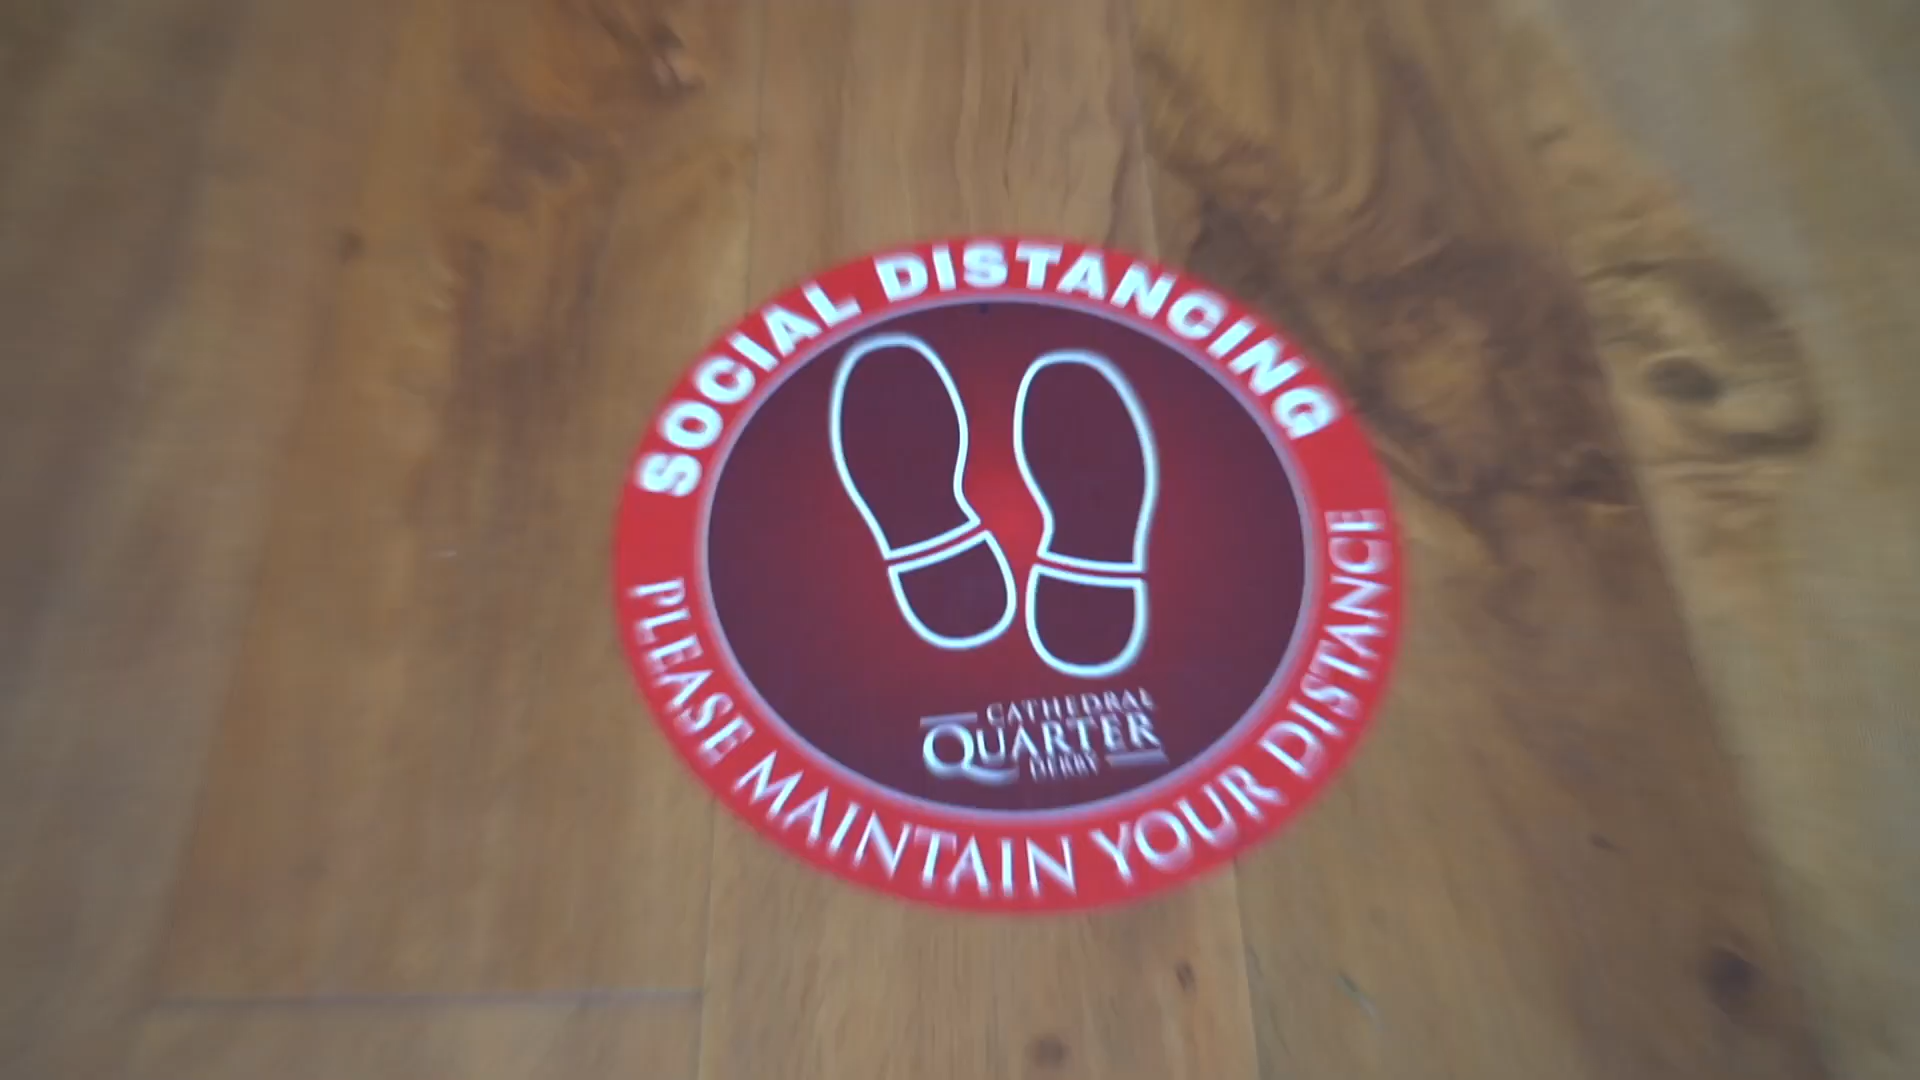 SOCIAL DISTANCING
CATHEDRAL
QUARTER
DERBY
PLEASE MAINTAIN YOUR DISTANCE